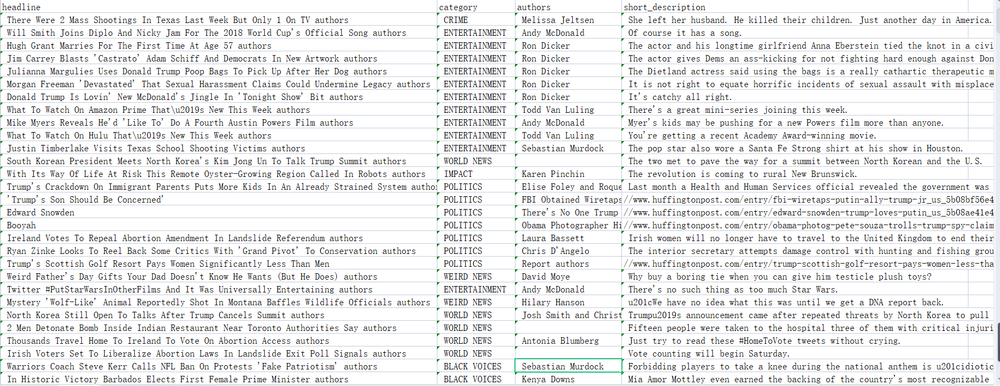 headline category authors short_description
There Were 2 Mass Shootings In Texas Last Week But Only 1 On TV authors CRIME Melissa Jeltsen She left her husband. He killed their children. Just another day in America.
Will Smith Joins Diplo And Nicky Jam For The 2018 World Cup's Official Song authors ENTERTAINMENT Andy McDonald Of course it has a song.
Hugh Grant Marries For The First Time At Age 57 authors ENTERTAINMENT Ron Dicker The actor and his longtime girlfriend Anna Eberstein tied the knot in a civi
Jim Carrey Blasts 'Castrato' Adam Schiff And Democrats In New Artwork authors ENTERTAINMENT Ron Dicker The actor gives Dems an ass-kicking for not fighting hard enough against Don
Julianna Margulies Uses Donald Trump Poop Bags To Pick Up After Her Dog authors ENTERTAINMENT Ron Dicker The Dietland actress said using the bags is a really cathartic therapeutic m
Morgan Freeman 'Devastated' That Sexual Harassment Claims Could Undermine Legacy authors ENTERTAINMENT Ron Dicker It is not right to equate horrific incidents of sexual assault with misplace
Donald Trump Is Lovin' New McDonald's Jingle In 'Tonight Show' Bit authors ENTERTAINMENT Ron Dicker It's catchy all right.
What To Watch On Amazon Prime That\u2019s New This Week authors ENTERTAINMENT Todd Van Luling There's a great mini-series joining this week.
Mike Myers Reveals He'd 'Like To' Do A Fourth Austin Powers Film authors ENTERTAINMENT Andy McDonald Myer's kids may be pushing for a new Powers film more than anyone.
What To Watch On Hulu That\u2019s New This Week authors ENTERTAINMENT Todd Van Luling You're getting a recent Academy Award-winning movie.
Justin Timberlake Visits Texas School Shooting Victims authors ENTERTAINMENT Sebastian Murdock The pop star also wore a Santa Fe Strong shirt at his show in Houston.
South Korean President Meets North Korea's Kim Jong Un To Talk Trump Summit authors WORLD NEWS The two met to pave the way for a summit between North Korean and the U.S.
With Its Way Of Life At Risk This Remote Oyster-Growing Region Called In Robots authors IMPACT Karen Pinchin The revolution is coming to rural New Brunswick.
Trump's Crackdown On Immigrant Parents Puts More Kids In An Already Strained System autho POLITICS Elise Foley and Roque Last month a Health and Human Services official revealed the government was
'Trump's Son Should Be Concerned' POLITICS FBI Obtained Wiretaps //www.huffingtonpost.com/entry/fbi-wiretaps-putin-ally-trump-jr_us_5b08bf56e4
Edward Snowden POLITICS There's No One Trump //www.huffingtonpost.com/entry/edward-snowden-trump-loves-putin_us_5b08ae41e4
Booyah POLITICS Obama Photographer Hi //www.huffingtonpost.com/entry/obama-photog-pete-souza-trolls-trump-spy-claim
Ireland Votes To Repeal Abortion Amendment In Landslide Referendum authors POLITICS Laura Bassett Irish women will no longer have to travel to the United Kingdom to end their
Ryan Zinke Looks To Reel Back Some Critics With 'Grand Pivot' To Conservation authors POLITICS Chris D'Angelo The interior secretary attempts damage control with hunting and fishing grou
Trump's Scottish Golf Resort Pays Women Significantly Less Than Men POLITICS Report authors //www.huffingtonpost.com/entry/trump-scottish-golf-resort-pays-women-less-tha
Weird Father's Day Gifts Your Dad Doesn't Know He Wants (But He Does) authors WEIRD NEWS David Moye Why buy a boring tie when you can give him testicle plush toys?
Twitter #PutStarWarsInOtherFilms And It Was Universally Entertaining authors ENTERTAINMENT Andy McDonald There's no such thing as too much Star Wars.
Mystery 'Wolf-Like' Animal Reportedly Shot In Montana Baffles Wildlife Officials authors WEIRD NEWS Hilary Hanson u201cWe have no idea what this was until we get a DNA report back.
North Korea Still Open To Talks After Trump Cancels Summit authors WORLD NEWS Josh Smith and Christ Trumpu2019s announcement came after repeated threats by North Korea to pull
2 Men Detonate Bomb Inside Indian Restaurant Near Toronto Authorities Say authors WORLD NEWS Fifteen people were taken to the hospital three of them with critical injuri
Thousands Travel Home To Ireland To Vote On Abortion Access authors WORLD NEWS Antonia Blumberg Just try to read these #HomeToVote tweets without crying.
Irish Voters Set To Liberalize Abortion Laws In Landslide Exit Poll Signals authors WORLD NEWS Vote counting will begin Saturday.
Warriors Coach Steve Kerr Calls NFL Ban On Protests 'Fake Patriotism' authors BLACK VOICES Sebastian Murdock Forbidding players to take a knee during the national anthem is u201cidiotic
In Historic Victory Barbados Elects First Female Prime Minister authors BLACK VOICES Kenya Downs Mia Amor Mottley even earned the backing of the country's most recognizable